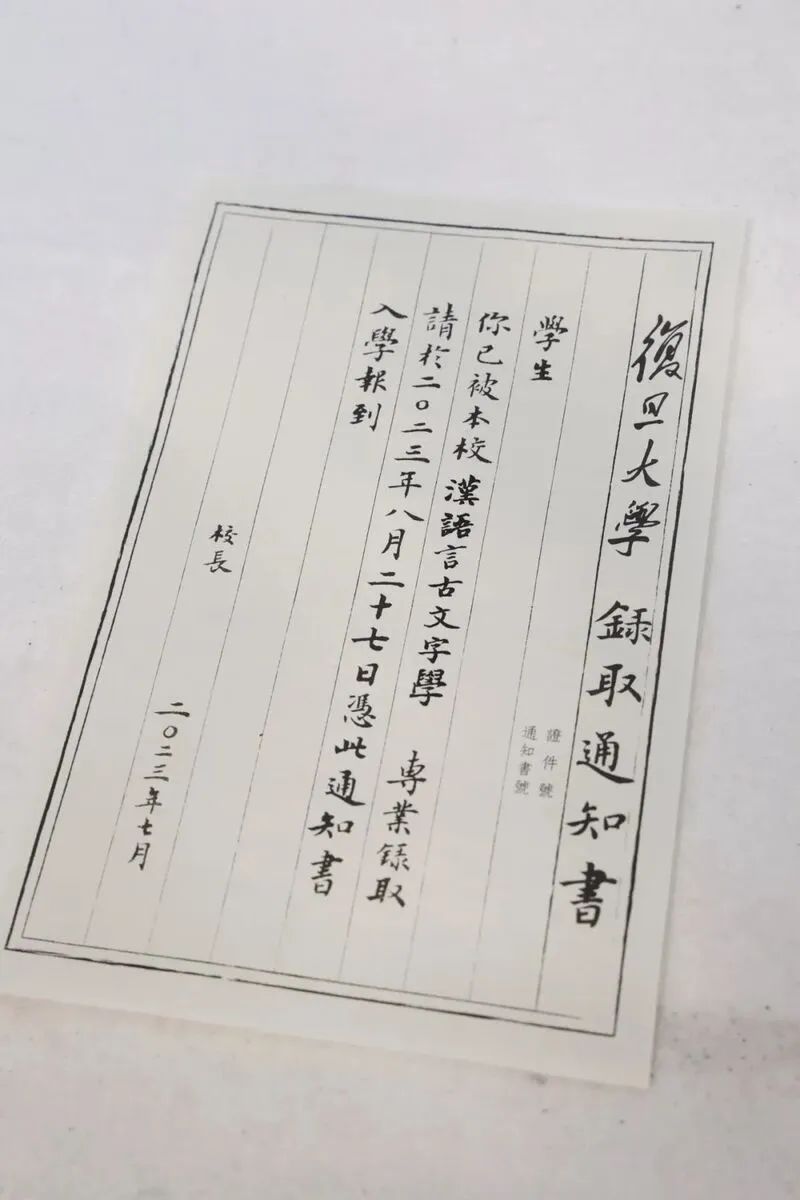 復旦大學 録取通知書
證件號
通知書號
學生
你已被本校 漢語言古文字學 專業録取
請於二〇二三年八月二十七日憑此通知書
入學報到
校長
二〇二三年七月